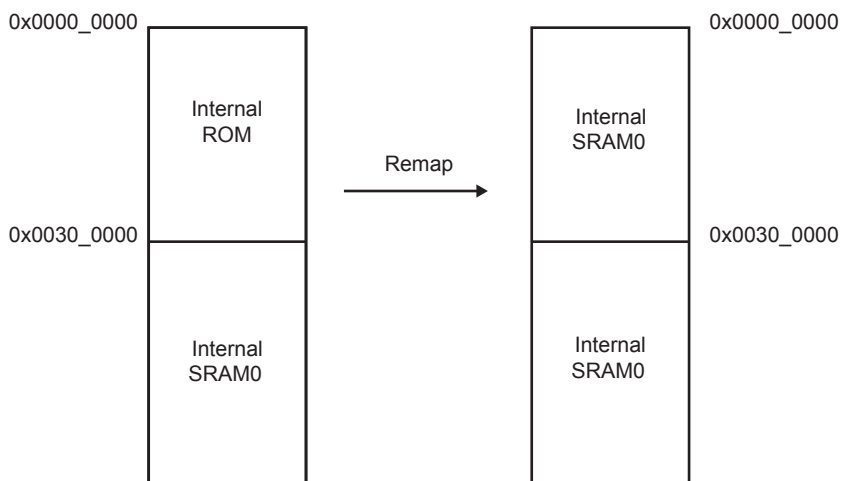 0x0000_0000
0x0000_0000
Internal
ROM
Internal
SRAM0
Remap
0x0030_0000
0x0030_0000
Internal
SRAM0
Internal
SRAM0